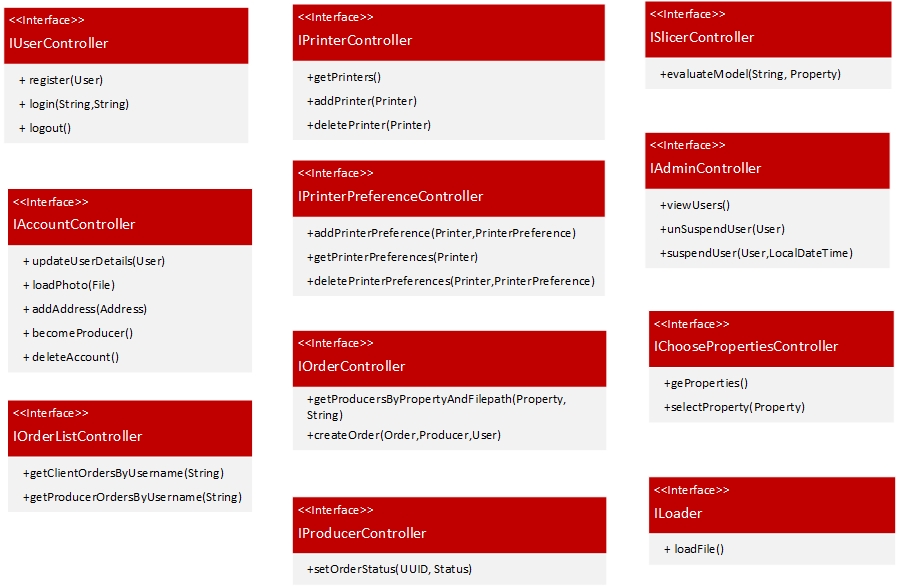 <<Interface>>
IUserController
+ register(User)
+ login(String,String)
+ logout()
<<Interface>>
IAccountController
+ updateUserDetails(User)
+ loadPhoto(File)
+ addAddress(Address)
+ becomeProducer()
+ deleteAccount()
<<Interface>>
IOrderListController
+getClientOrdersByUsername(String)
+getProducerOrdersByUsername(String)
<<Interface>>
IPrinterController
+getPrinters()
+addPrinter(Printer)
+deletePrinter(Printer)
<<Interface>>
IPrinterPreferenceController
+addPrinterPreference(Printer,PrinterPreference)
+getPrinterPreferences(Printer)
+deletePrinterPreferences(Printer,PrinterPreference)
<<Interface>>
IOrderController
+getProducersByPropertyAndFilepath(Property,
String)
+createOrder(Order,Producer,User)
<<Interface>>
IProducerController
+setOrderStatus(UUID, Status)
<<Interface>>
ISlicerController
+evaluateModel(String, Property)
<<Interface>>
IAdminController
+viewUsers()
+unSuspendUser(User)
+suspendUser(User,LocalDateTime)
<<Interface>>
IChoosePropertiesController
+geProperties()
+selectProperty(Property)
<<Interface>>
ILoader
+ loadFile()